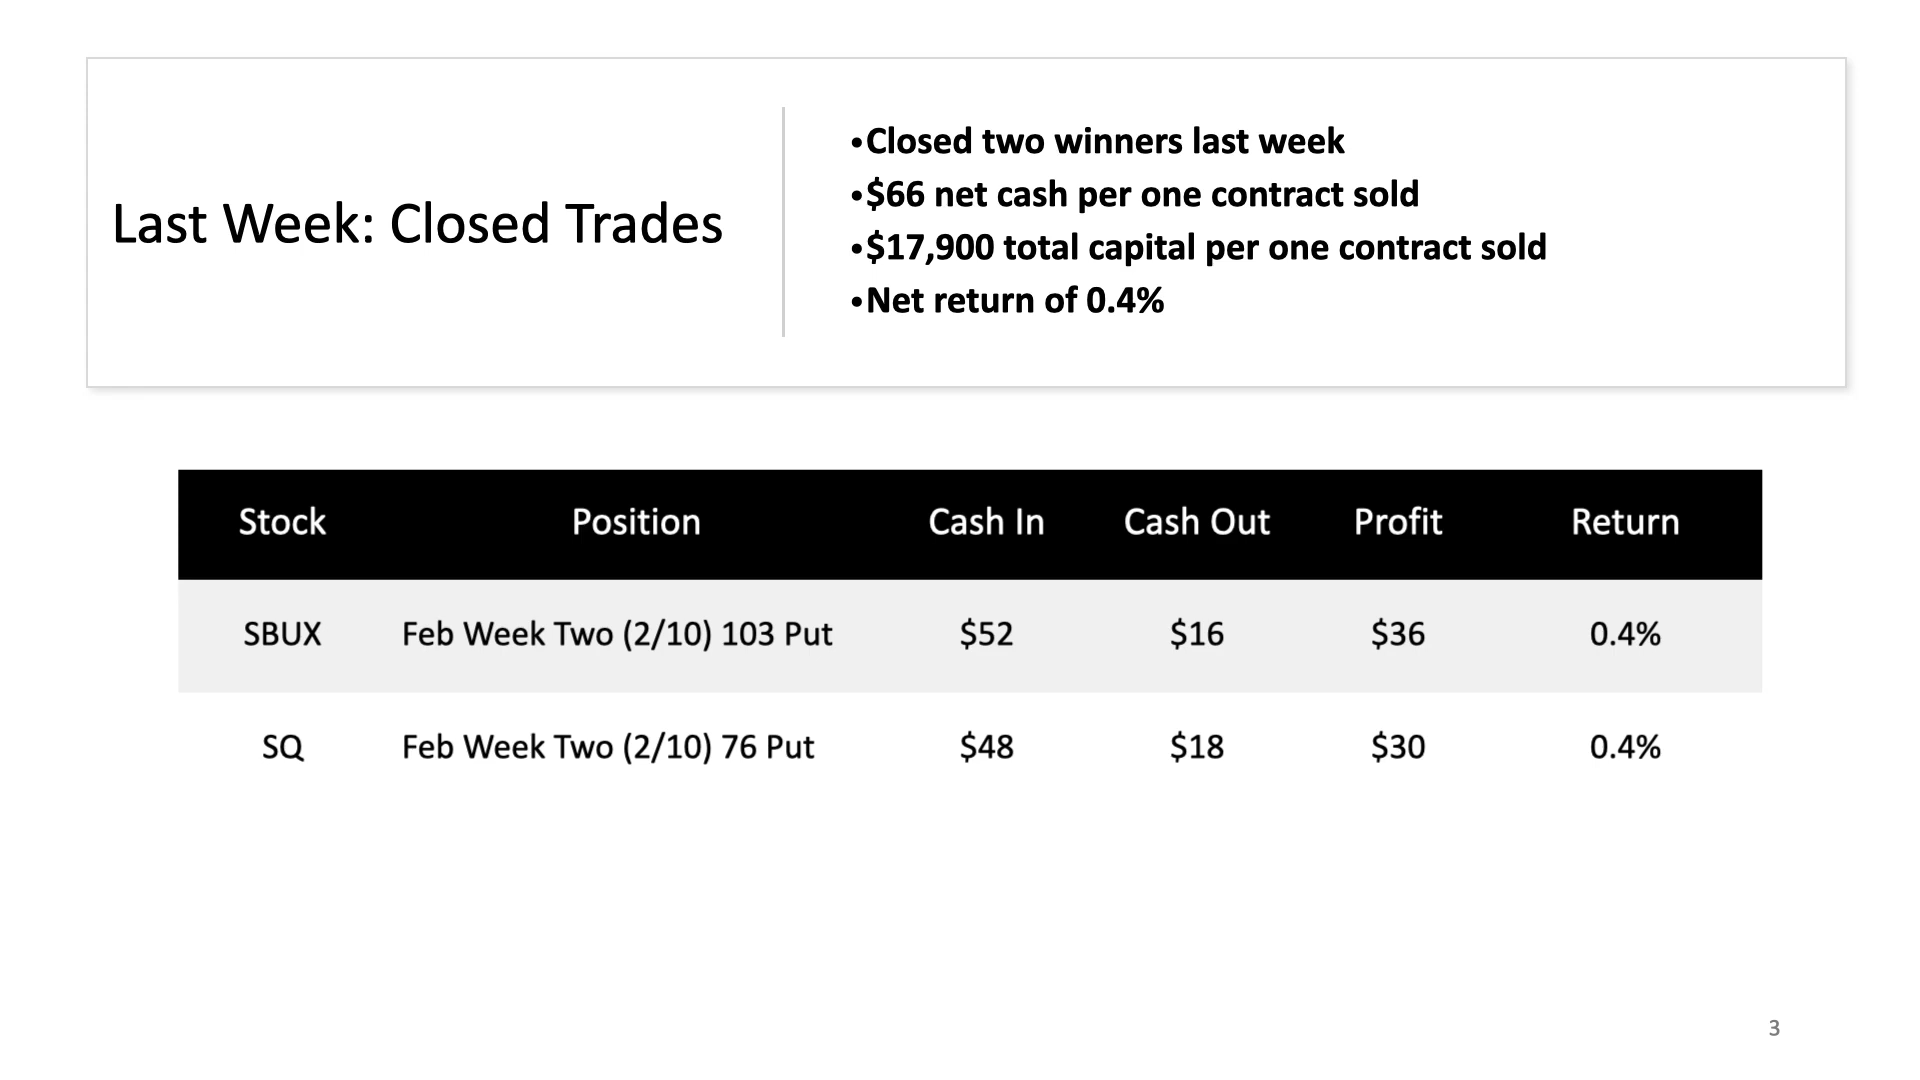 Last Week: Closed Trades
•Closed two winners last week
•$66 net cash per one contract sold
•$17,900 total capital per one contract sold
•Net return of 0.4%
Stock Position Cash In Cash Out Profit Return
SBUX Feb Week Two (2/10) 103 Put $52 $16 $36 0.4%
SQ Feb Week Two (2/10) 76 Put $48 $18 $30 0.4%
3